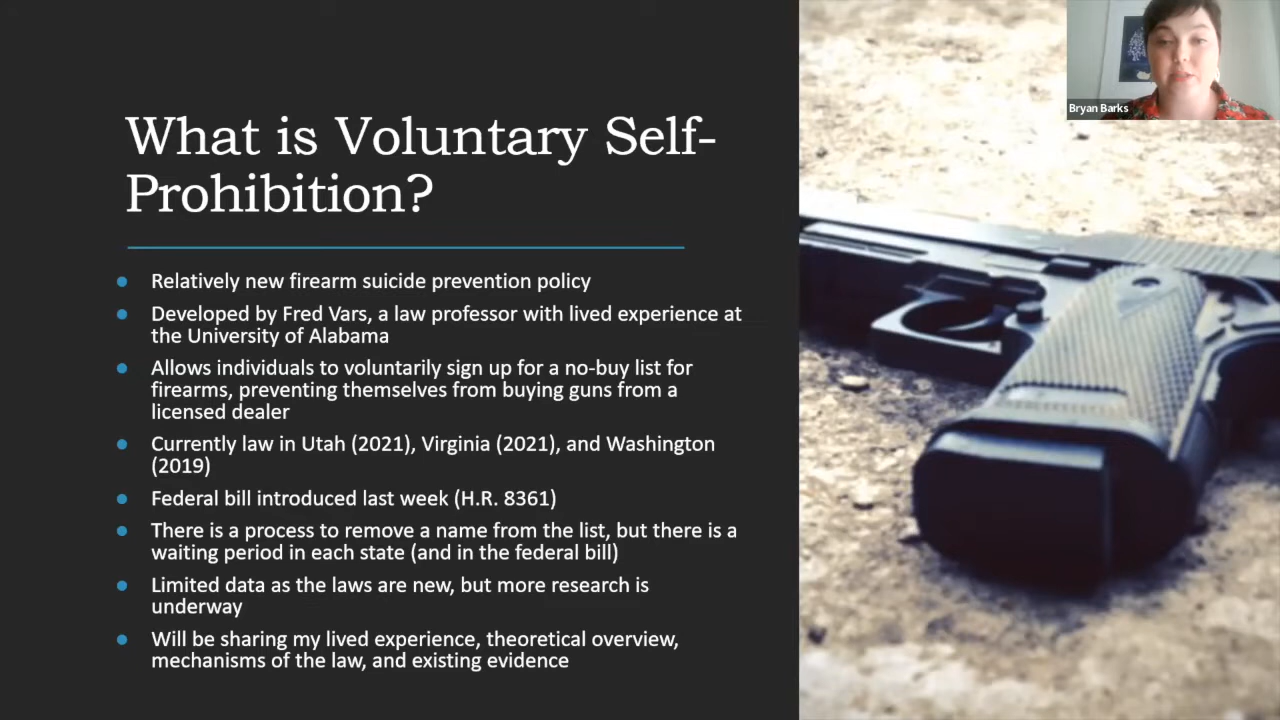 What is Voluntary Self-
Prohibition?
Relatively new firearm suicide prevention policy
Developed by Fred Vars, a law professor with lived experience at
the University of Alabama
Allows individuals to voluntarily sign up for a no-buy list for
firearms, preventing themselves from buying guns from a
licensed dealer
Currently law in Utah (2021), Virginia (2021), and Washington
(2019)
Federal bill introduced last week (H.R. 8361)
There is a process to remove a name from the list, but there is a
waiting period in each state (and in the federal bill)
Limited data as the laws are new, but more research is
underway
Will be sharing my lived experience, theoretical overview,
mechanisms of the law, and existing evidence
Bryan Barks